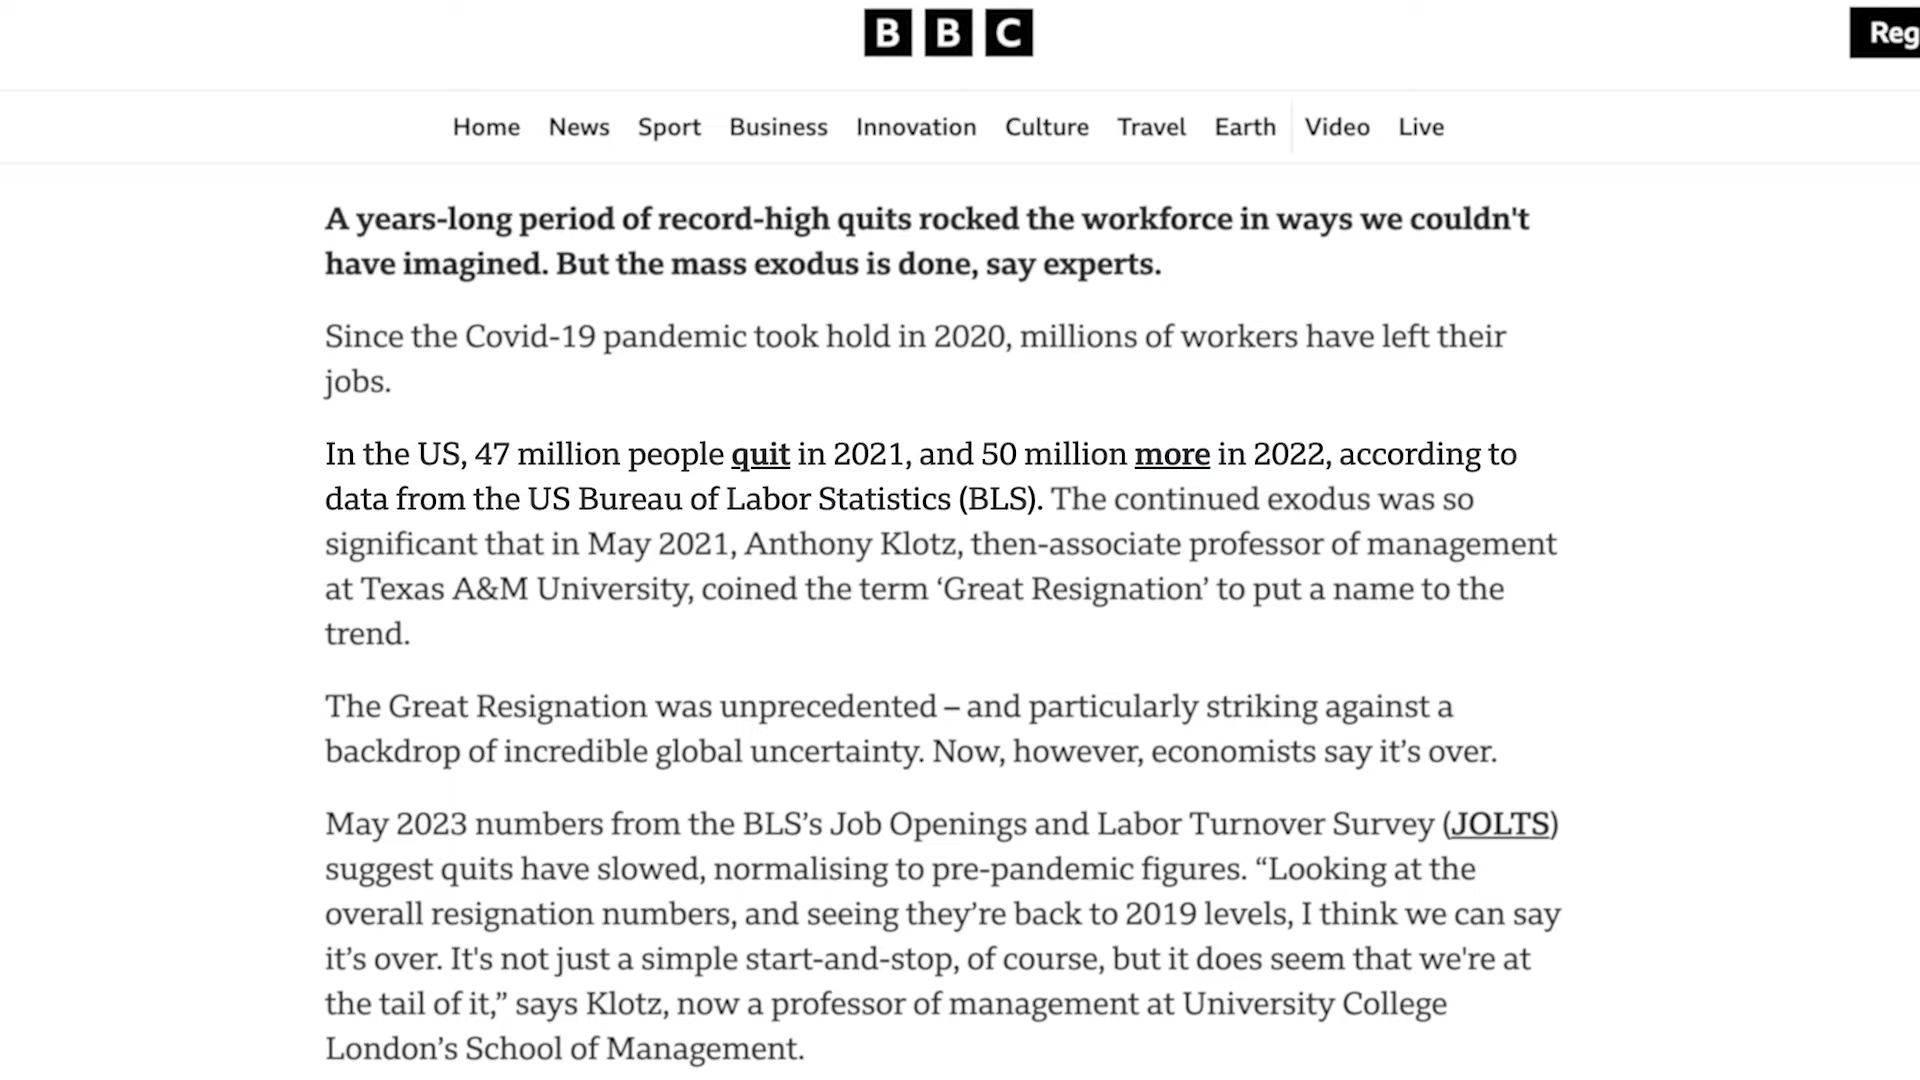 BBC
Reg
Home News Sport Business Innovation Culture Travel Earth Video Live
A years-long period of record-high quits rocked the workforce in ways we couldn't
have imagined. But the mass exodus is done, say experts.
Since the Covid-19 pandemic took hold in 2020, millions of workers have left their
jobs.
In the US, 47 million people quit in 2021, and 50 million more in 2022, according to
data from the US Bureau of Labor Statistics (BLS). The continued exodus was so
significant that in May 2021, Anthony Klotz, then-associate professor of management
at Texas A&M University, coined the term ‘Great Resignation’ to put a name to the
trend.
The Great Resignation was unprecedented – and particularly striking against a
backdrop of incredible global uncertainty. Now, however, economists say it’s over.
May 2023 numbers from the BLS’s Job Openings and Labor Turnover Survey (JOLTS)
suggest quits have slowed, normalising to pre-pandemic figures. “Looking at the
overall resignation numbers, and seeing they’re back to 2019 levels, I think we can say
it’s over. It's not just a simple start-and-stop, of course, but it does seem that we're at
the tail of it,” says Klotz, now a professor of management at University College
London’s School of Management.